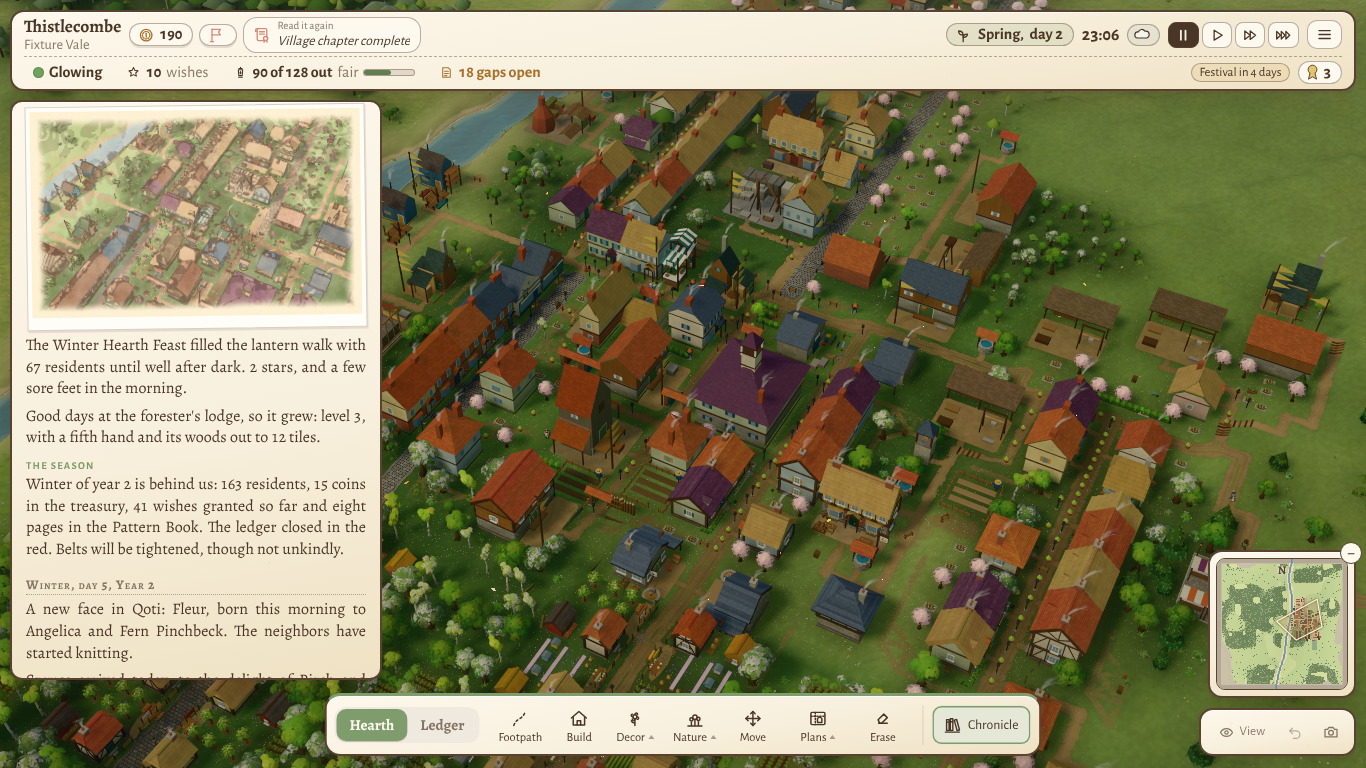 Thistlecombe
Fixture Vale
190
Read it again
Village chapter complete
Spring, day 2
23:06
Glowing
10 wishes
90 of 128 out fair
18 gaps open
Festival in 4 days
3
The Winter Hearth Feast filled the lantern walk with
67 residents until well after dark. 2 stars, and a few
sore feet in the morning.
Good days at the forester's lodge, so it grew: level 3,
with a fifth hand and its woods out to 12 tiles.
THE SEASON
Winter of year 2 is behind us: 163 residents, 15 coins
in the treasury, 41 wishes granted so far and eight
pages in the Pattern Book. The ledger closed in the
red. Belts will be tightened, though not unkindly.
Winter, day 5, Year 2
A new face in Qoti: Fleur, born this morning to
Angelica and Fern Pinchbeck. The neighbors have
started knitting.
N
Hearth
Ledger
Footpath
Build
Decor
Nature
Move
Plans
Erase
Chronicle
View